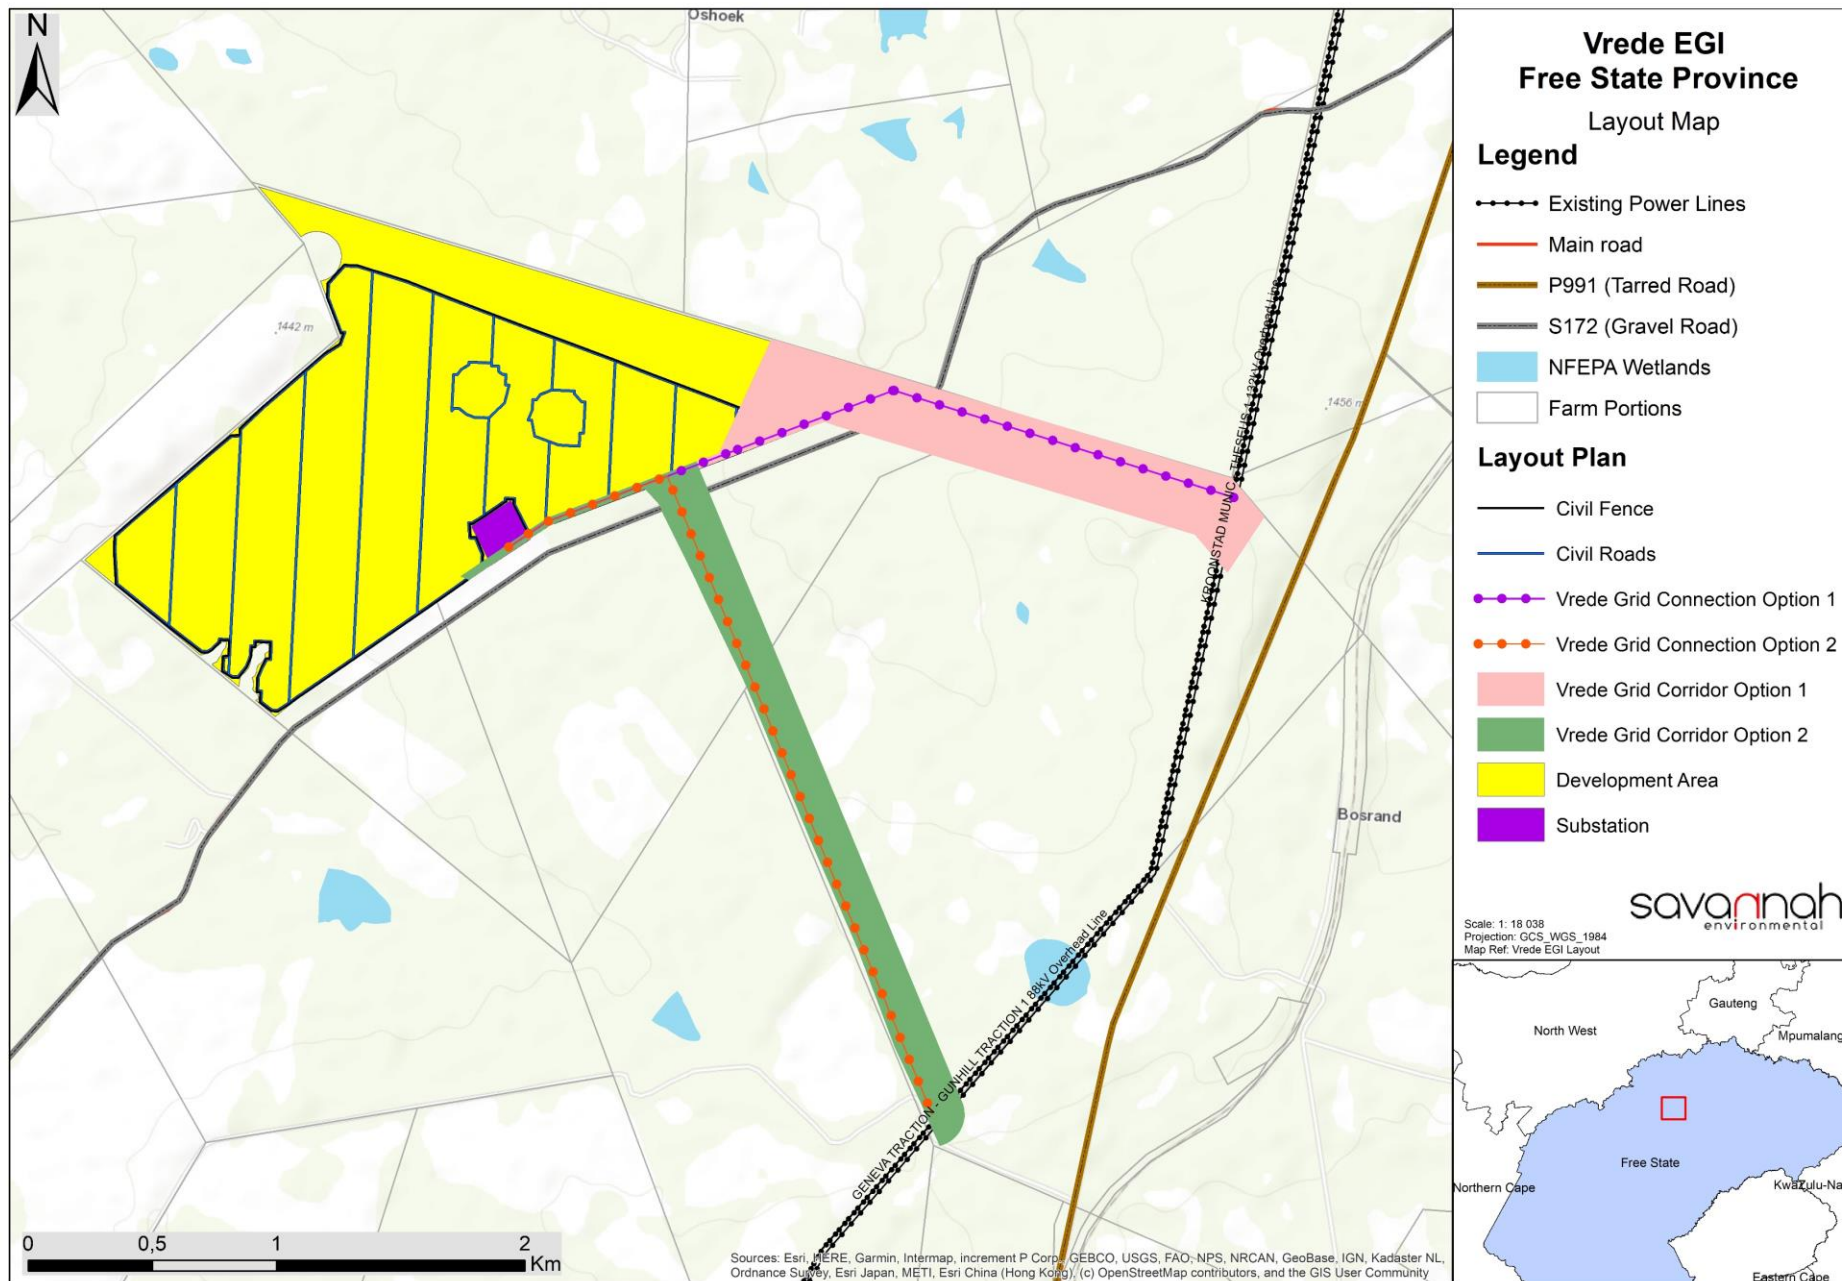 N
Oshoek
1442 m
1456 m
KROONSTAD MUNIC - THESEUS 1 132kV Overhead Line
Bosrand
GENEVA TRACTION - GUNHILL TRACTION 1 88kV Overhead Line
0 0,5 1 2
Km
Sources: Esri, HERE, Garmin, Intermap, increment P Corp., GEBCO, USGS, FAO, NPS, NRCAN, GeoBase, IGN, Kadaster NL,
Ordnance Survey, Esri Japan, METI, Esri China (Hong Kong), (c) OpenStreetMap contributors, and the GIS User Community
Vrede EGI
Free State Province
Layout Map
Legend
Existing Power Lines
Main road
P991 (Tarred Road)
S172 (Gravel Road)
NFEPA Wetlands
Farm Portions
Layout Plan
Civil Fence
Civil Roads
Vrede Grid Connection Option 1
Vrede Grid Connection Option 2
Vrede Grid Corridor Option 1
Vrede Grid Corridor Option 2
Development Area
Substation
savannah
environmental
Scale: 1: 18 038
Projection: GCS_WGS_1984
Map Ref: Vrede EGI Layout
Gauteng
North West
Mpumalang
Free State
Northern Cape
KwaZulu-Na
Eastern Cape